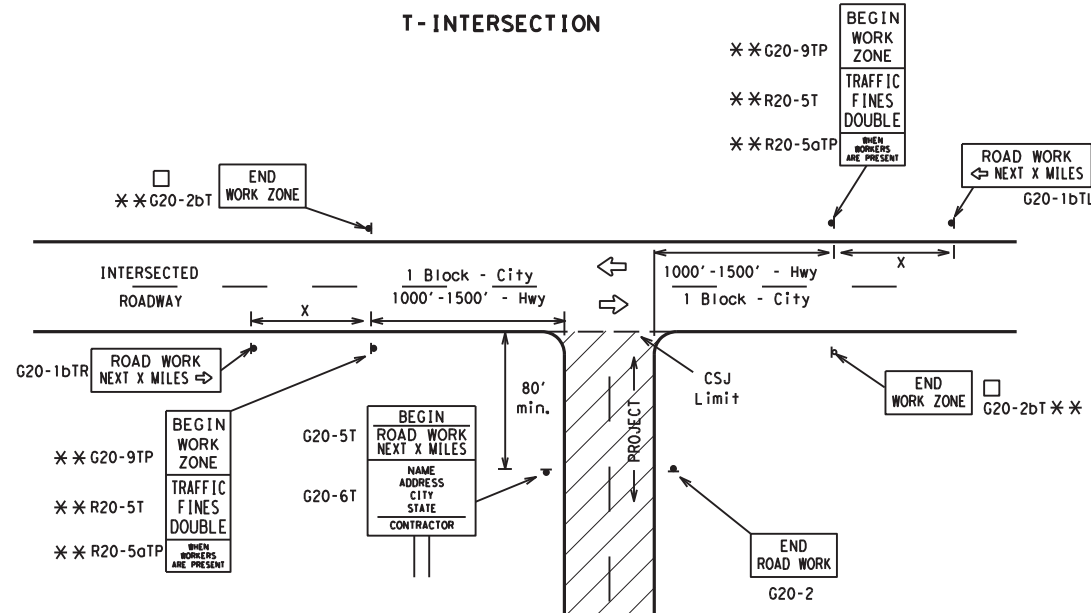 T-INTERSECTION
BEGIN
WORK
ZONE
**G20-9TP
TRAFFIC
FINES
DOUBLE
**R20-5T
WHEN
WORKERS
ARE PRESENT
**R20-5aTP
ROAD WORK
⇦ NEXT X MILES
G20-1bTL
□
**G20-2bT
END
WORK ZONE
INTERSECTED
ROADWAY
1 Block - City
1000'-1500' - Hwy
X
⇦
⇨
1000'-1500' - Hwy
1 Block - City
X
G20-1bTR
ROAD WORK
NEXT X MILES ⇨
80'
min.
CSJ
Limit
PROJECT
END
WORK ZONE
□
G20-2bT **
**G20-9TP
BEGIN
WORK
ZONE
**R20-5T
TRAFFIC
FINES
DOUBLE
**R20-5aTP
WHEN
WORKERS
ARE PRESENT
G20-5T
BEGIN
ROAD WORK
NEXT X MILES
G20-6T
NAME
ADDRESS
CITY
STATE
CONTRACTOR
END
ROAD WORK
G20-2